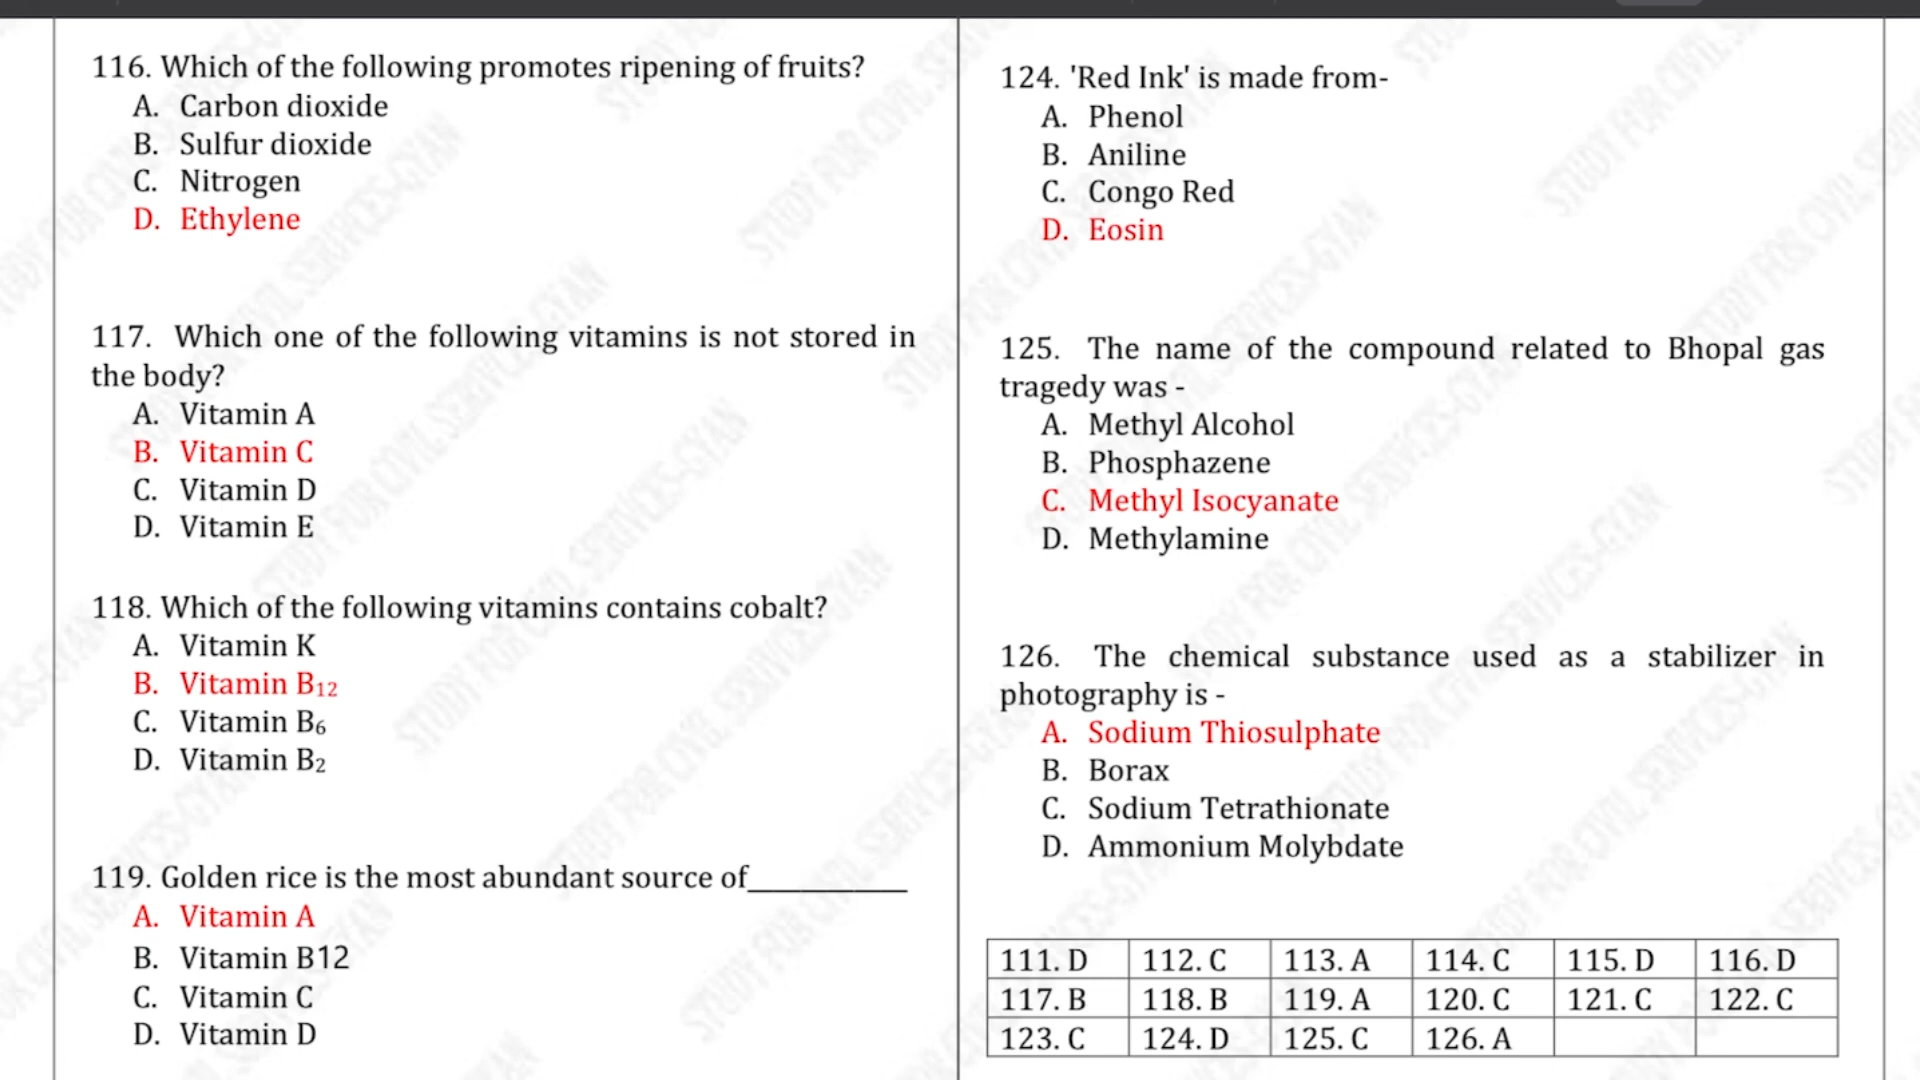 116. Which of the following promotes ripening of fruits?
A. Carbon dioxide
B. Sulfur dioxide
C. Nitrogen
D. Ethylene
117. Which one of the following vitamins is not stored in
the body?
A. Vitamin A
B. Vitamin C
C. Vitamin D
D. Vitamin E
118. Which of the following vitamins contains cobalt?
A. Vitamin K
B. Vitamin B₁₂
C. Vitamin B₆
D. Vitamin B₂
119. Golden rice is the most abundant source of___________
A. Vitamin A
B. Vitamin B12
C. Vitamin C
D. Vitamin D
124. 'Red Ink' is made from-
A. Phenol
B. Aniline
C. Congo Red
D. Eosin
125. The name of the compound related to Bhopal gas
tragedy was -
A. Methyl Alcohol
B. Phosphazene
C. Methyl Isocyanate
D. Methylamine
126. The chemical substance used as a stabilizer in
photography is -
A. Sodium Thiosulphate
B. Borax
C. Sodium Tetrathionate
D. Ammonium Molybdate
111. D 112. C 113. A 114. C 115. D 116. D
117. B 118. B 119. A 120. C 121. C 122. C
123. C 124. D 125. C 126. A
STUDY FOR CIVIL SERIVCES-GYAN